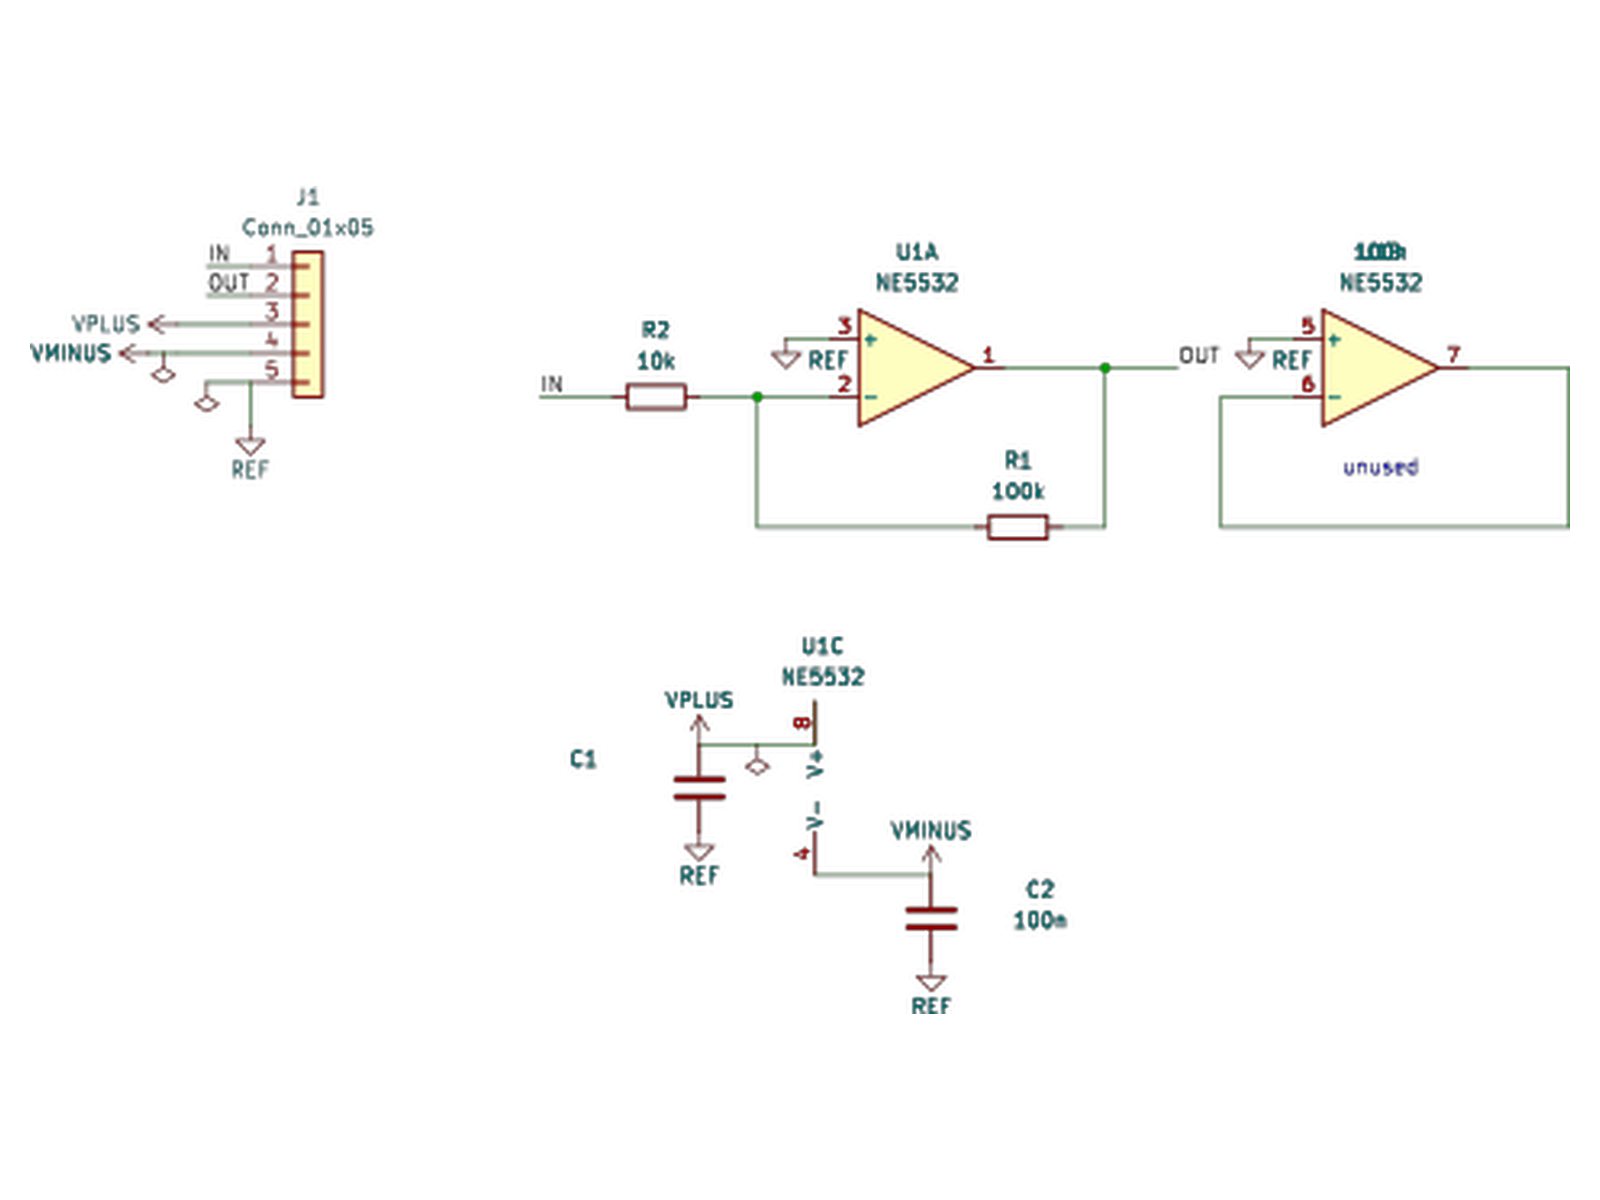 J1
Conn_01x05
IN 1
OUT 2
VPLUS 3
VMINUS 4
5
REF
U1A
NE5532
R2
10k
IN
3
+
REF
2
-
1
OUT
R1
100k
NE5532
5
+
REF
6
-
7
unused
U1C
NE5532
VPLUS
8
V+
C1
REF
V-
4
VMINUS
C2
100n
REF